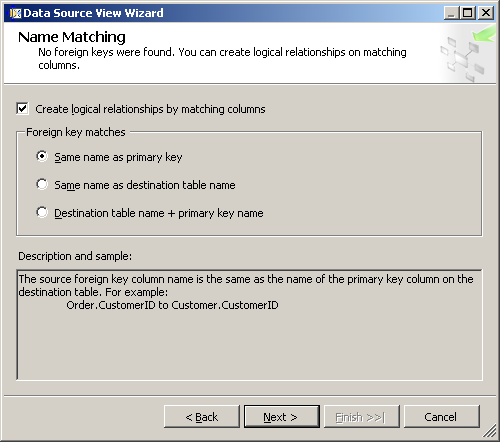 Data Source View Wizard
Name Matching
No foreign keys were found. You can create logical relationships on matching
columns.
Create logical relationships by matching columns
Foreign key matches
Same name as primary key
Same name as destination table name
Destination table name + primary key name
Description and sample:
The source foreign key column name is the same as the name of the primary key column on the
destination table. For example:
Order.CustomerID to Customer.CustomerID
< Back
Next >
Finish >>|
Cancel